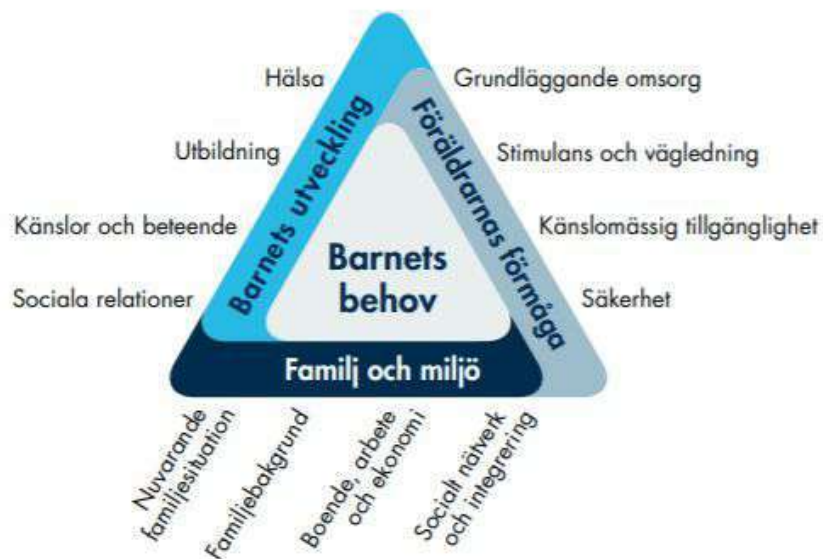 Hälsa
Utbildning
Känslor och beteende
Sociala relationer
Barnets utveckling
Föräldrarnas förmåga
Grundläggande omsorg
Stimulans och vägledning
Känslomässig tillgänglighet
Säkerhet
Barnets
behov
Familj och miljö
Nuvarande
familjesituation
Familjebakgrund
Boende, arbete
och ekonomi
Socialt nätverk
och integrering